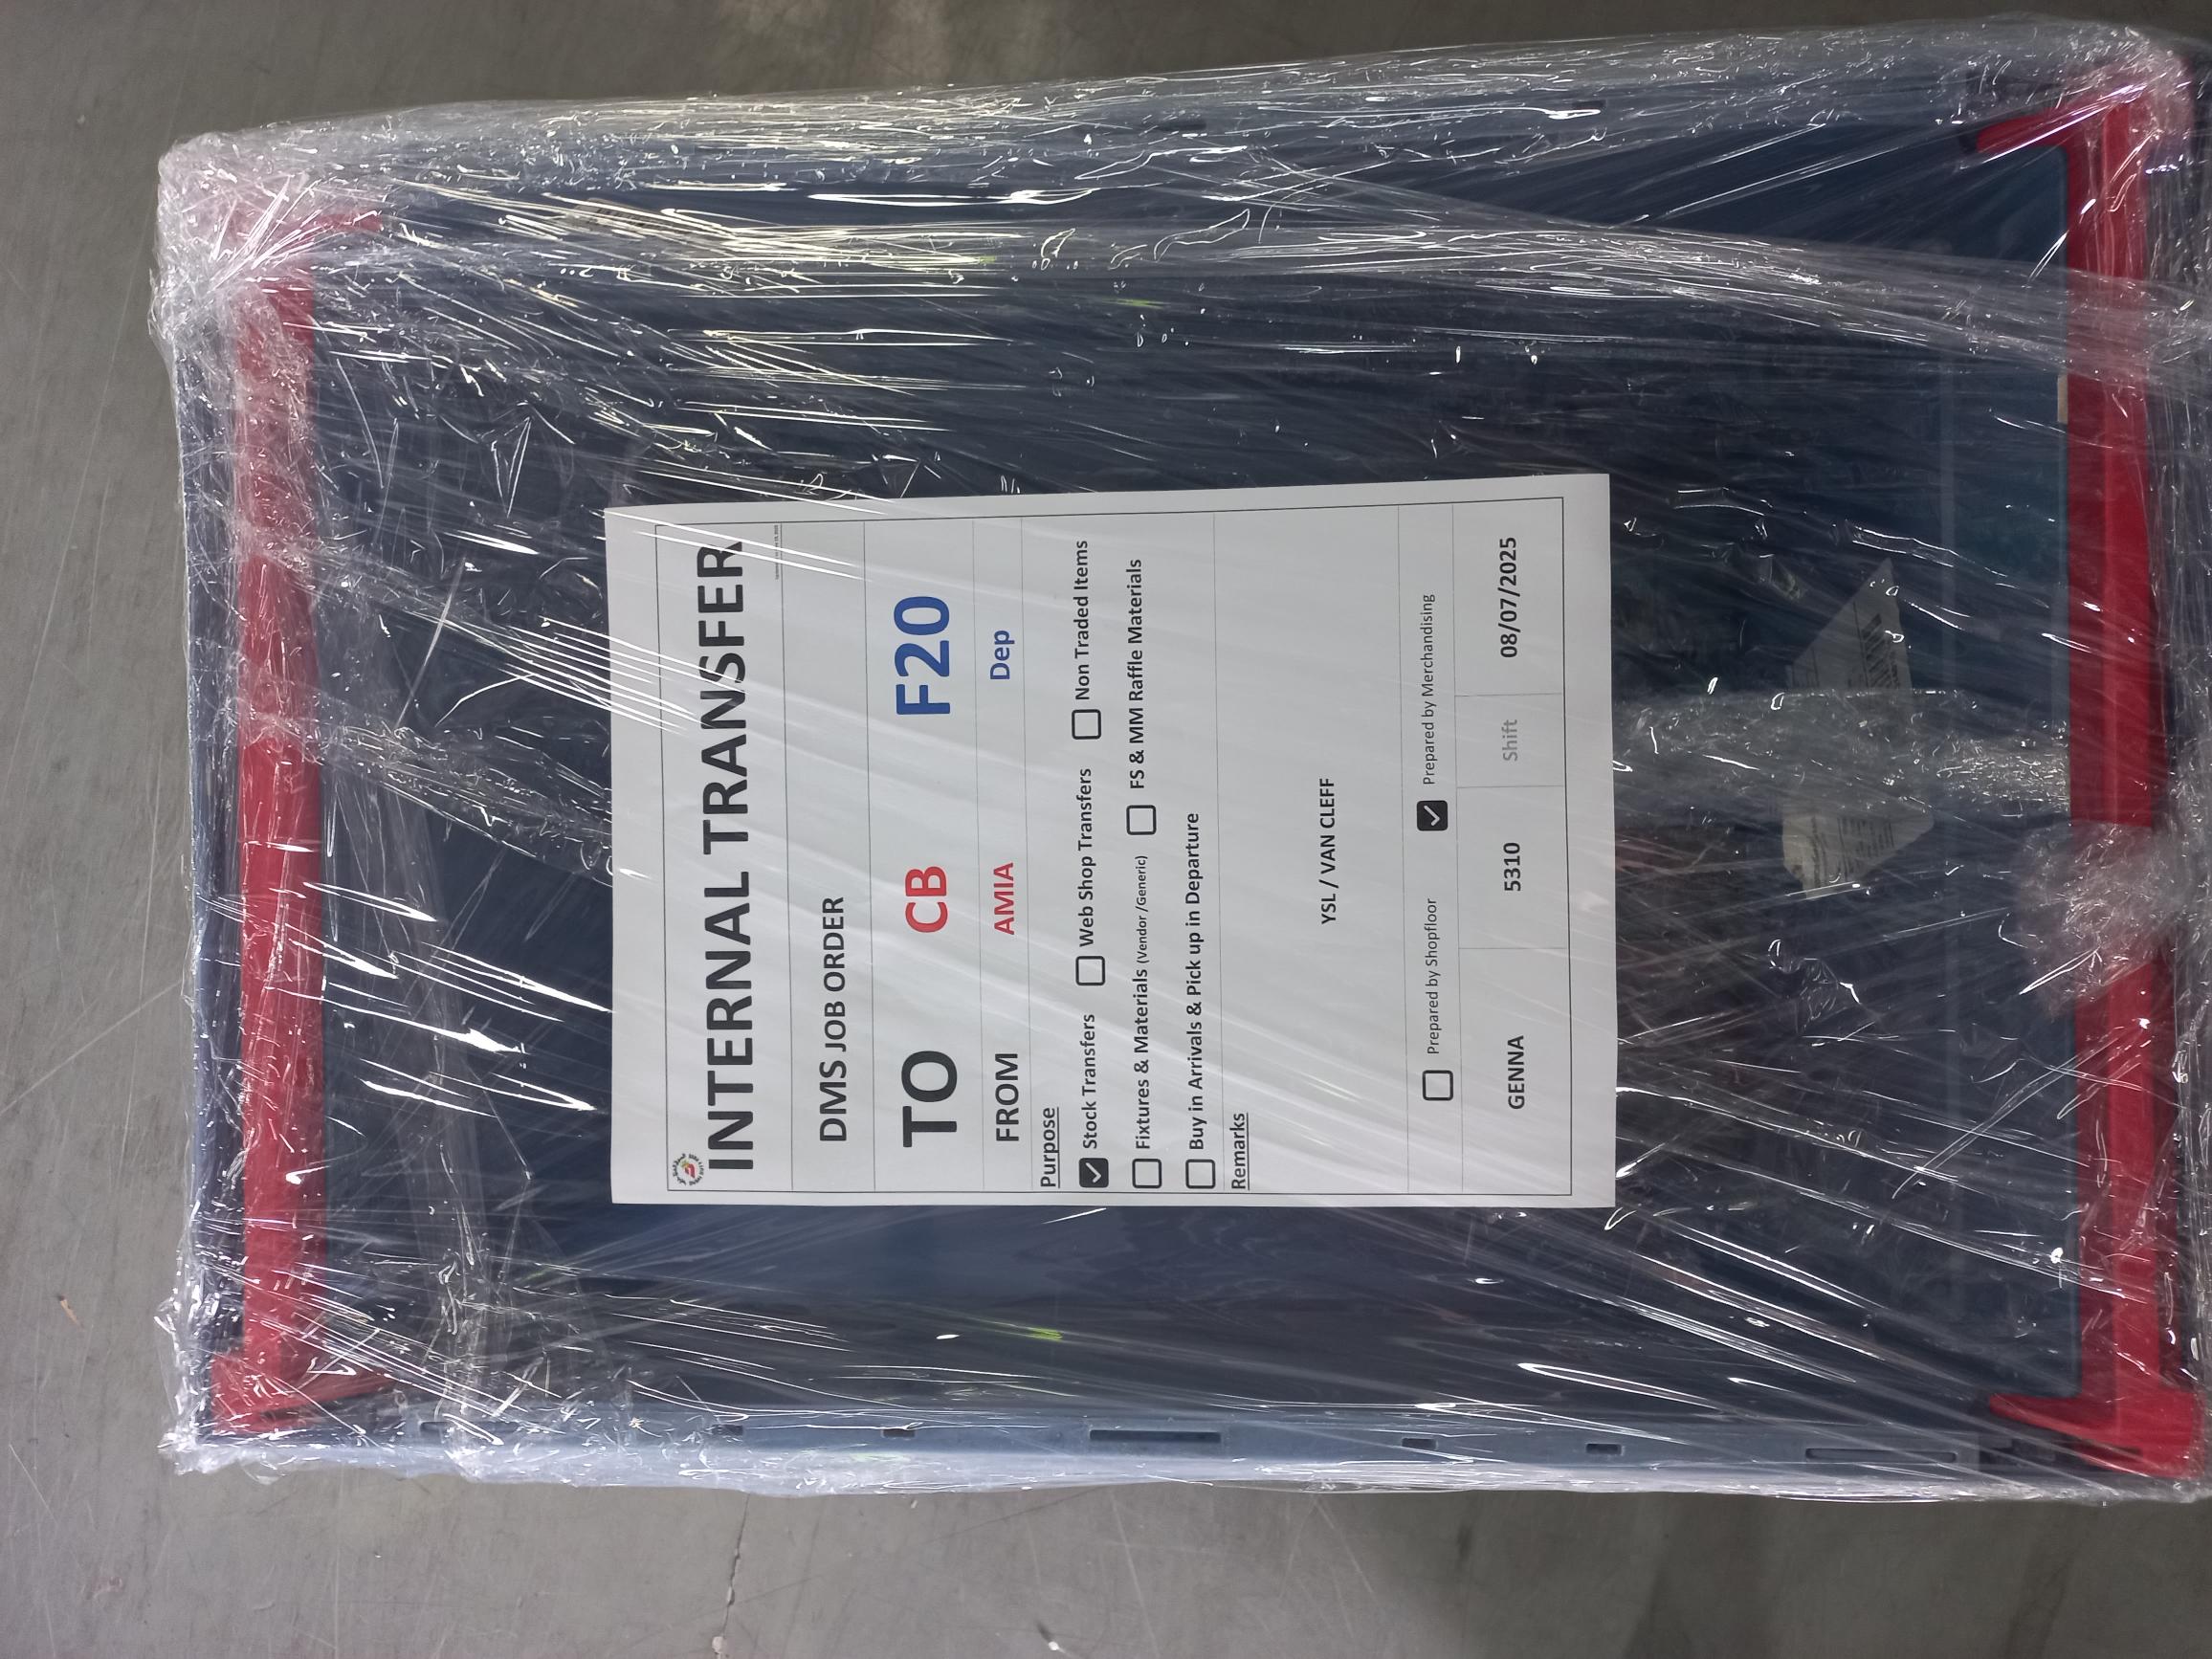 INTERNAL TRANSFER
DMS JOB ORDER
TO CB F20
FROM AMIA Dep
Purpose
Stock Transfers Web Shop Transfers Non Traded Items
Fixtures & Materials (Vendor /Generic) FS & MM Raffle Materials
Buy in Arrivals & Pick up in Departure
Remarks
YSL / VAN CLEFF
Prepared by Shopfloor Prepared by Merchandising
GENNA 5310 Shift 08/07/2025